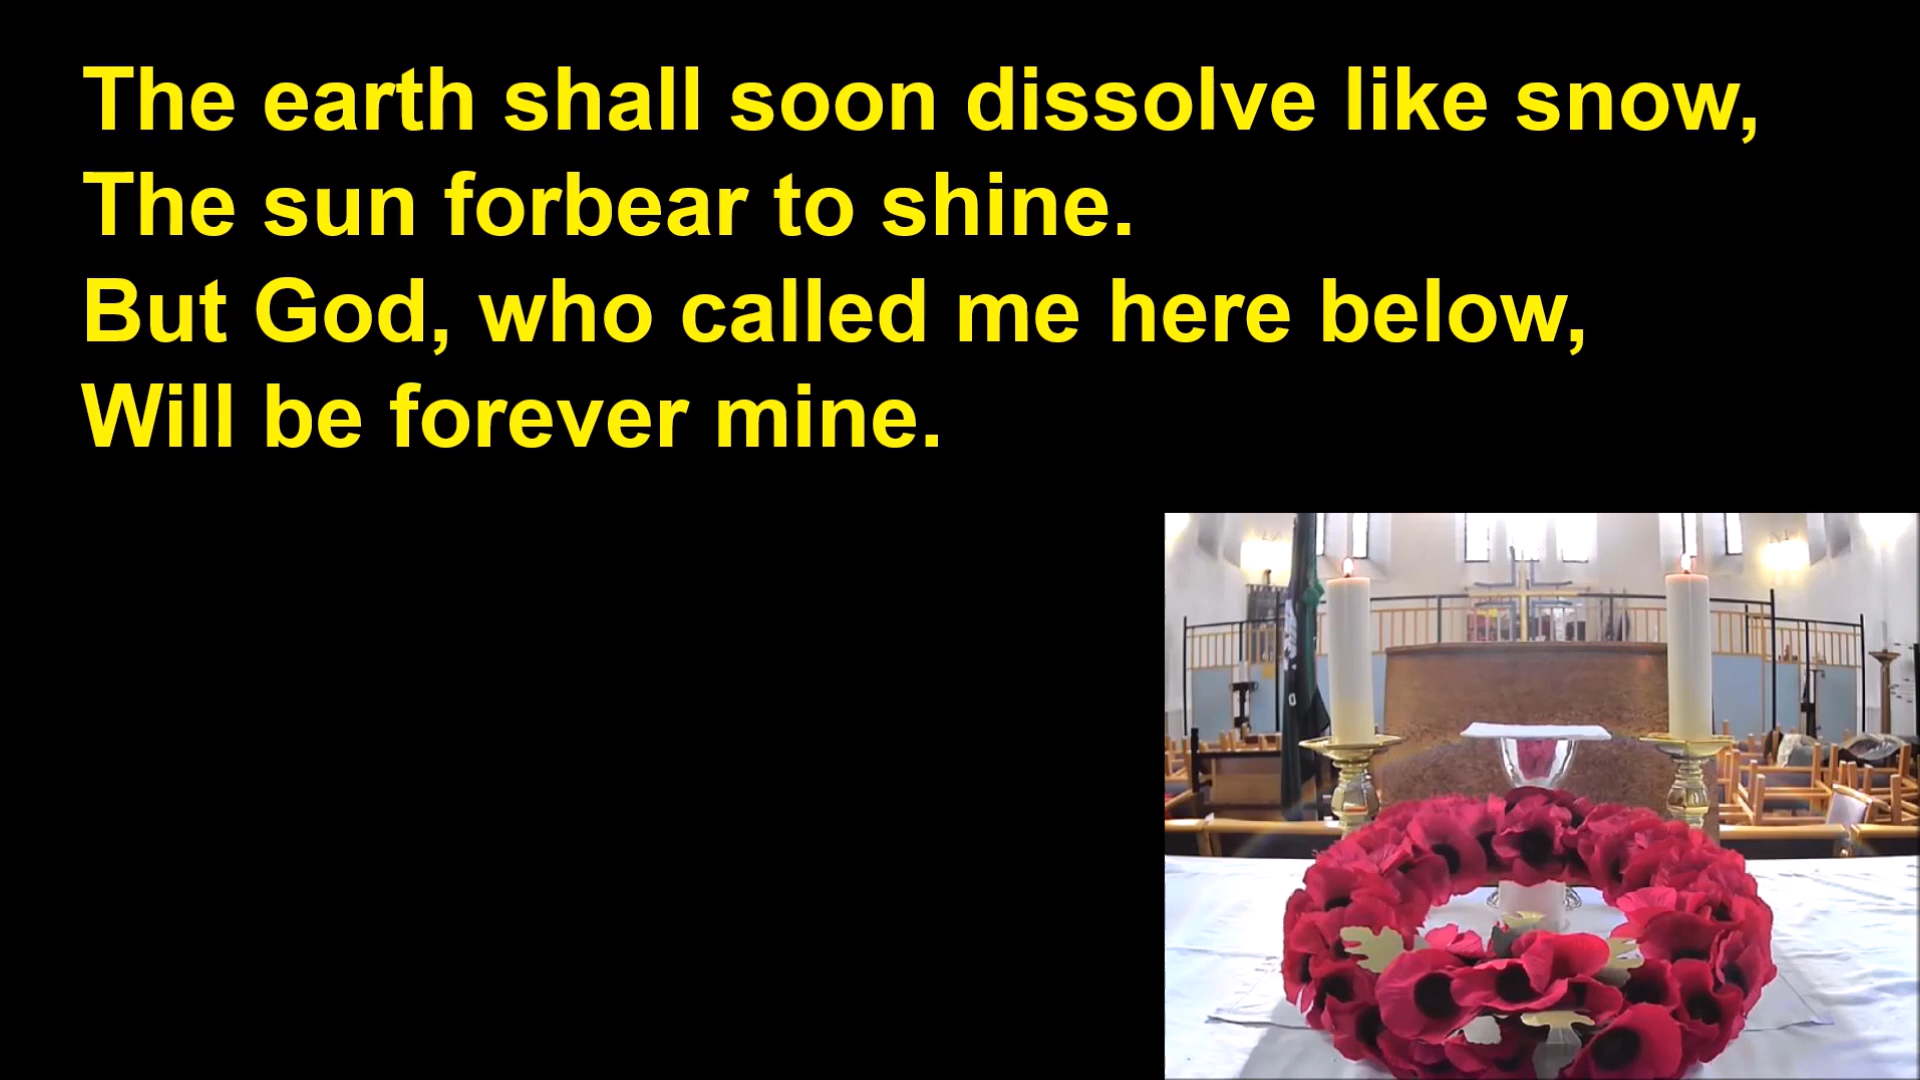 The earth shall soon dissolve like snow,
The sun forbear to shine.
But God, who called me here below,
Will be forever mine.